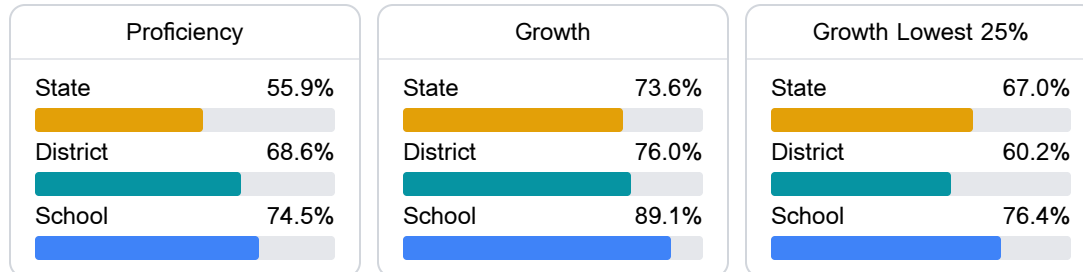 Proficiency
State 55.9%
District 68.6%
School 74.5%
Growth
State 73.6%
District 76.0%
School 89.1%
Growth Lowest 25%
State 67.0%
District 60.2%
School 76.4%